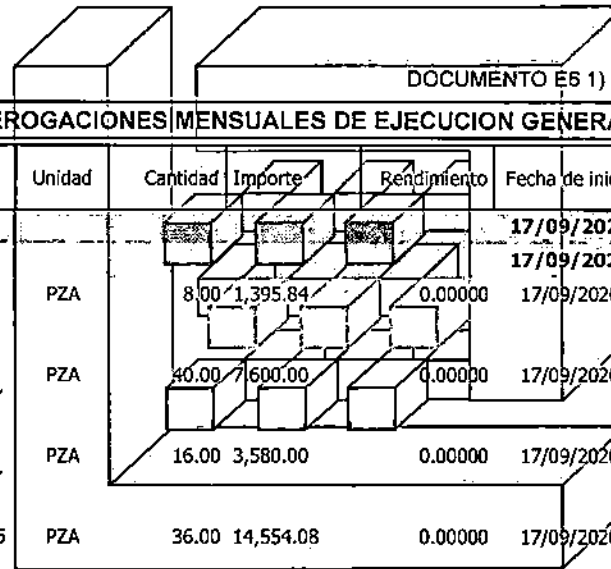 DOCUMENTO E6 1)
EROGACIONES MENSUALES DE EJECUCION GENERA
Unidad Cantidad Importe Rendimiento Fecha de inic
17/09/202
17/09/202
PZA 8.00 1,395.84 0.00000 17/09/2020
PZA 40.00 7,600.00 0.00000 17/09/2020
PZA 16.00 3,580.00 0.00000 17/09/2020
5 PZA 36.00 14,554.08 0.00000 17/09/2020